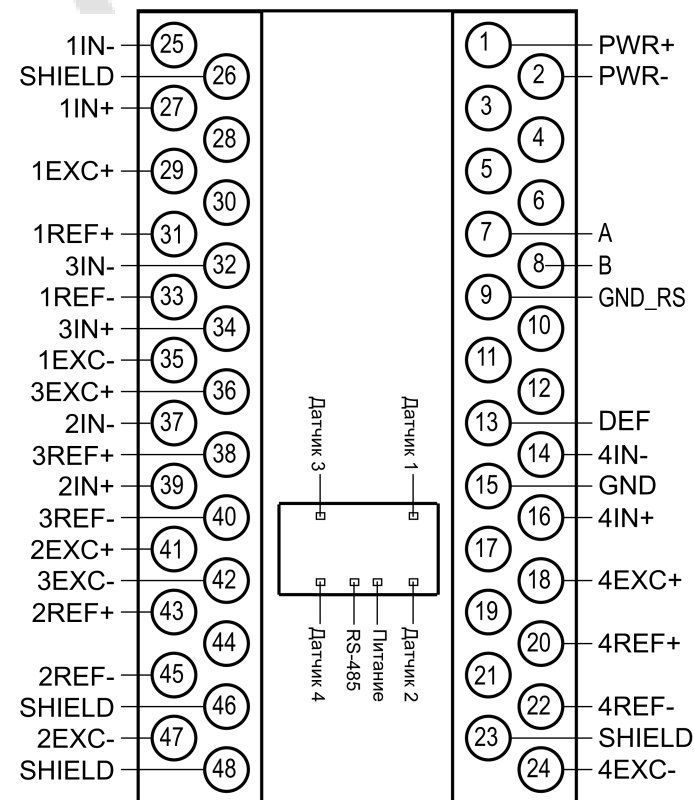 1IN- 25 1 PWR+
SHIELD 26 2 PWR-
1IN+ 27 3
28 4
1EXC+ 29 5
30 6
1REF+ 31 7 A
3IN- 32 8 B
1REF- 33 9 GND_RS
3IN+ 34 10
1EXC- 35 11
3EXC+ 36 12
2IN- 37 13 DEF
3REF+ 38 14 4IN-
2IN+ 39 15 GND
3REF- 40 16 4IN+
2EXC+ 41 17
3EXC- 42 18 4EXC+
2REF+ 43 19
44 20 4REF+
2REF- 45 21
SHIELD 46 22 4REF-
2EXC- 47 23 SHIELD
SHIELD 48 24 4EXC-
Датчик 3
Датчик 1
Датчик 4
RS-485
Питание
Датчик 2